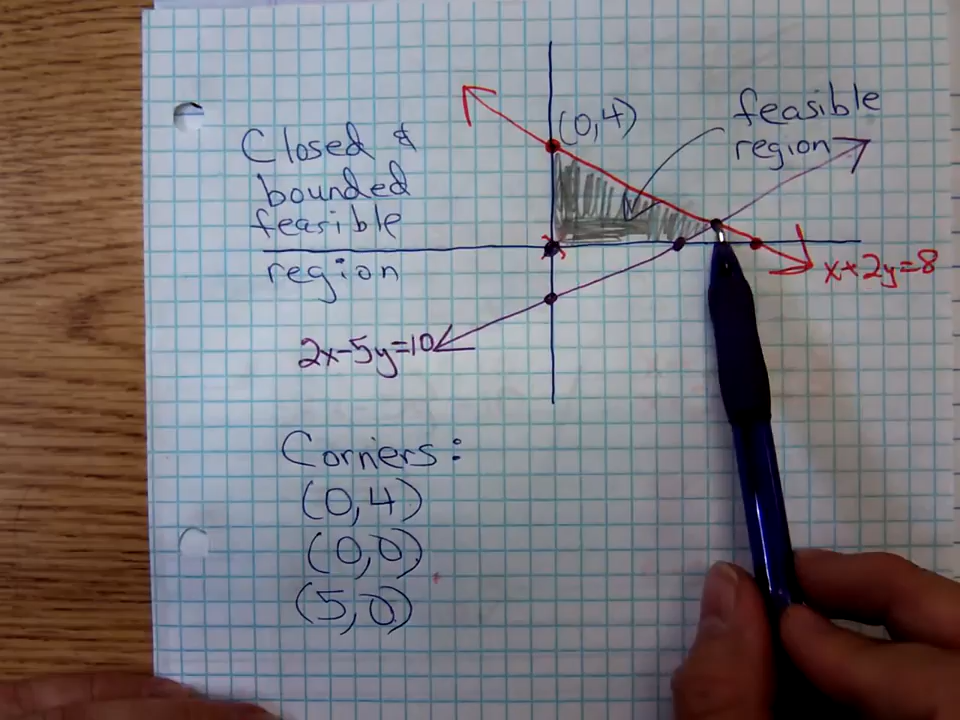 Closed &
bounded
feasible
region
(0,4)
feasible
region
x+2y=8
2x-5y=10
Corners:
(0,4)
(0,0)
(5,0)